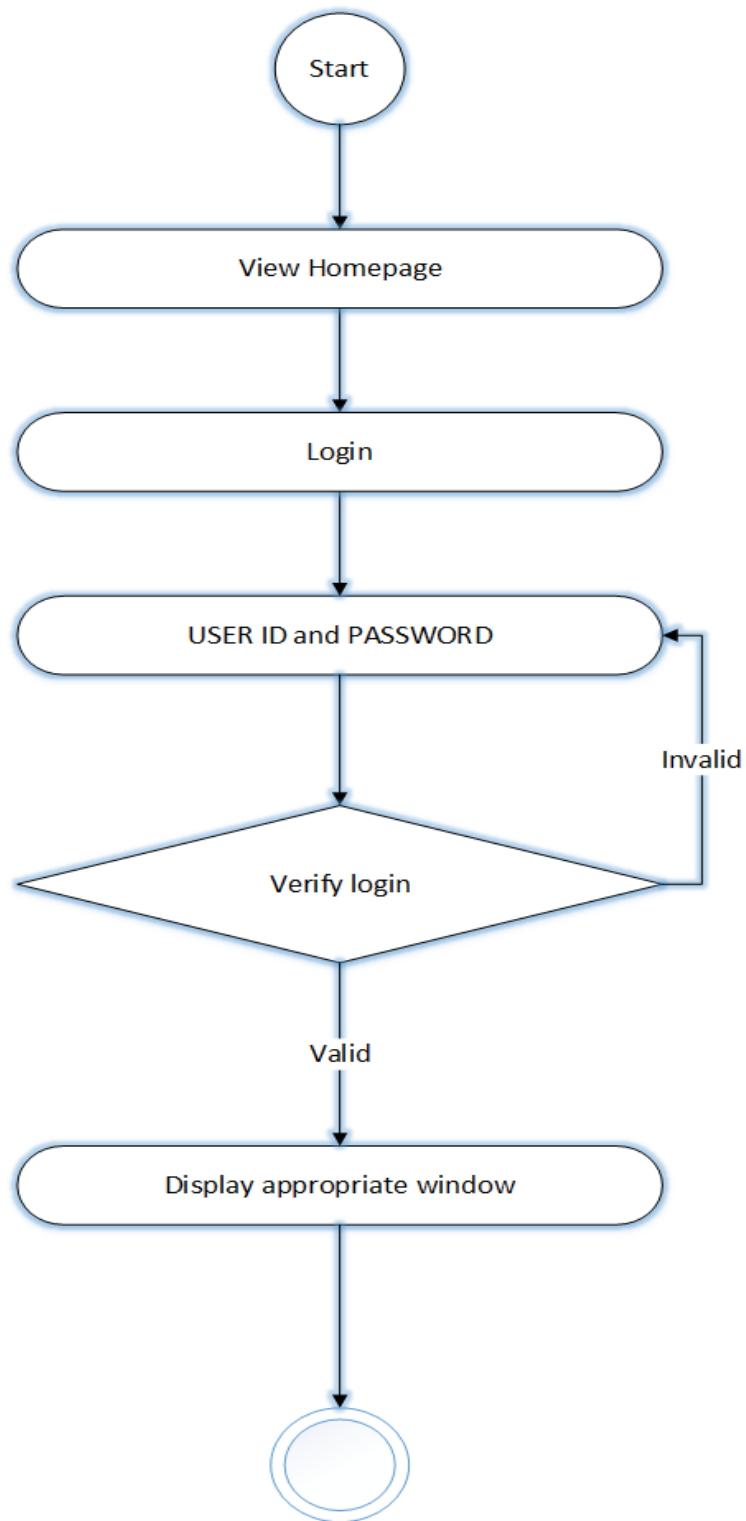 Start
View Homepage
Login
USER ID and PASSWORD
Invalid
Verify login
Valid
Display appropriate window